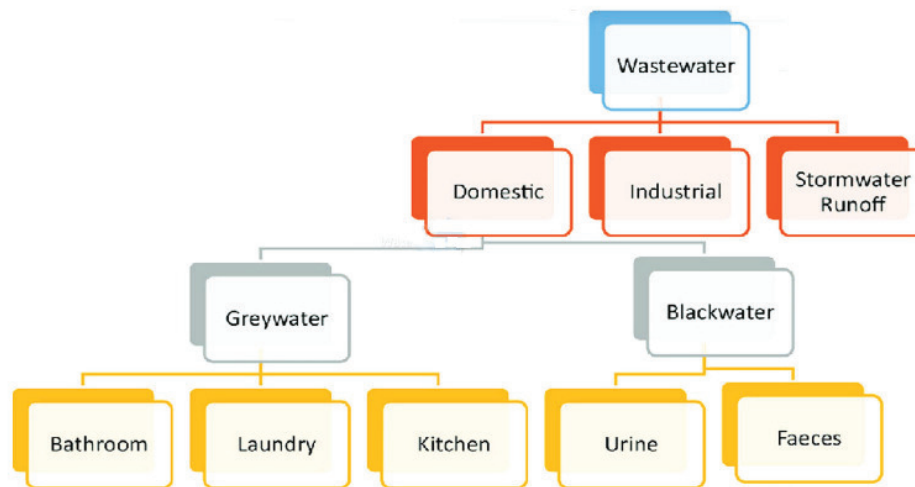 Wastewater
Domestic
Industrial
Stormwater
Runoff
Greywater
Blackwater
Bathroom
Laundry
Kitchen
Urine
Faeces